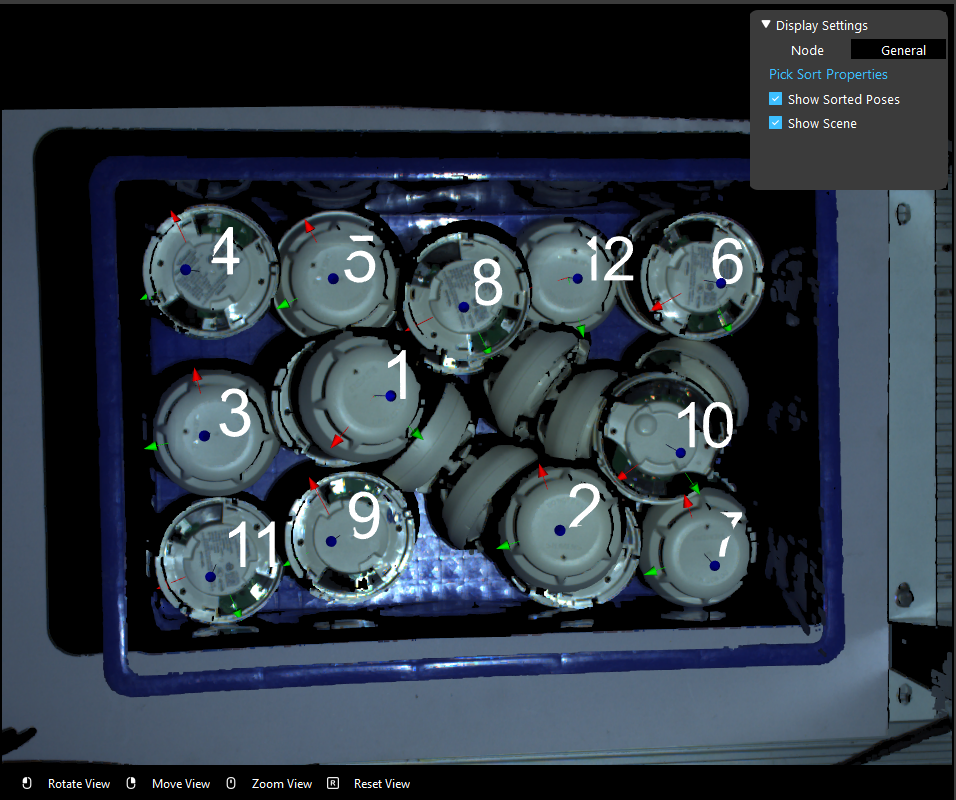 Display Settings
Node General
Pick Sort Properties
Show Sorted Poses
Show Scene
4
5
8
12
6
1
3
10
2
9
11
7
Rotate View Move View R Reset View
Zoom View